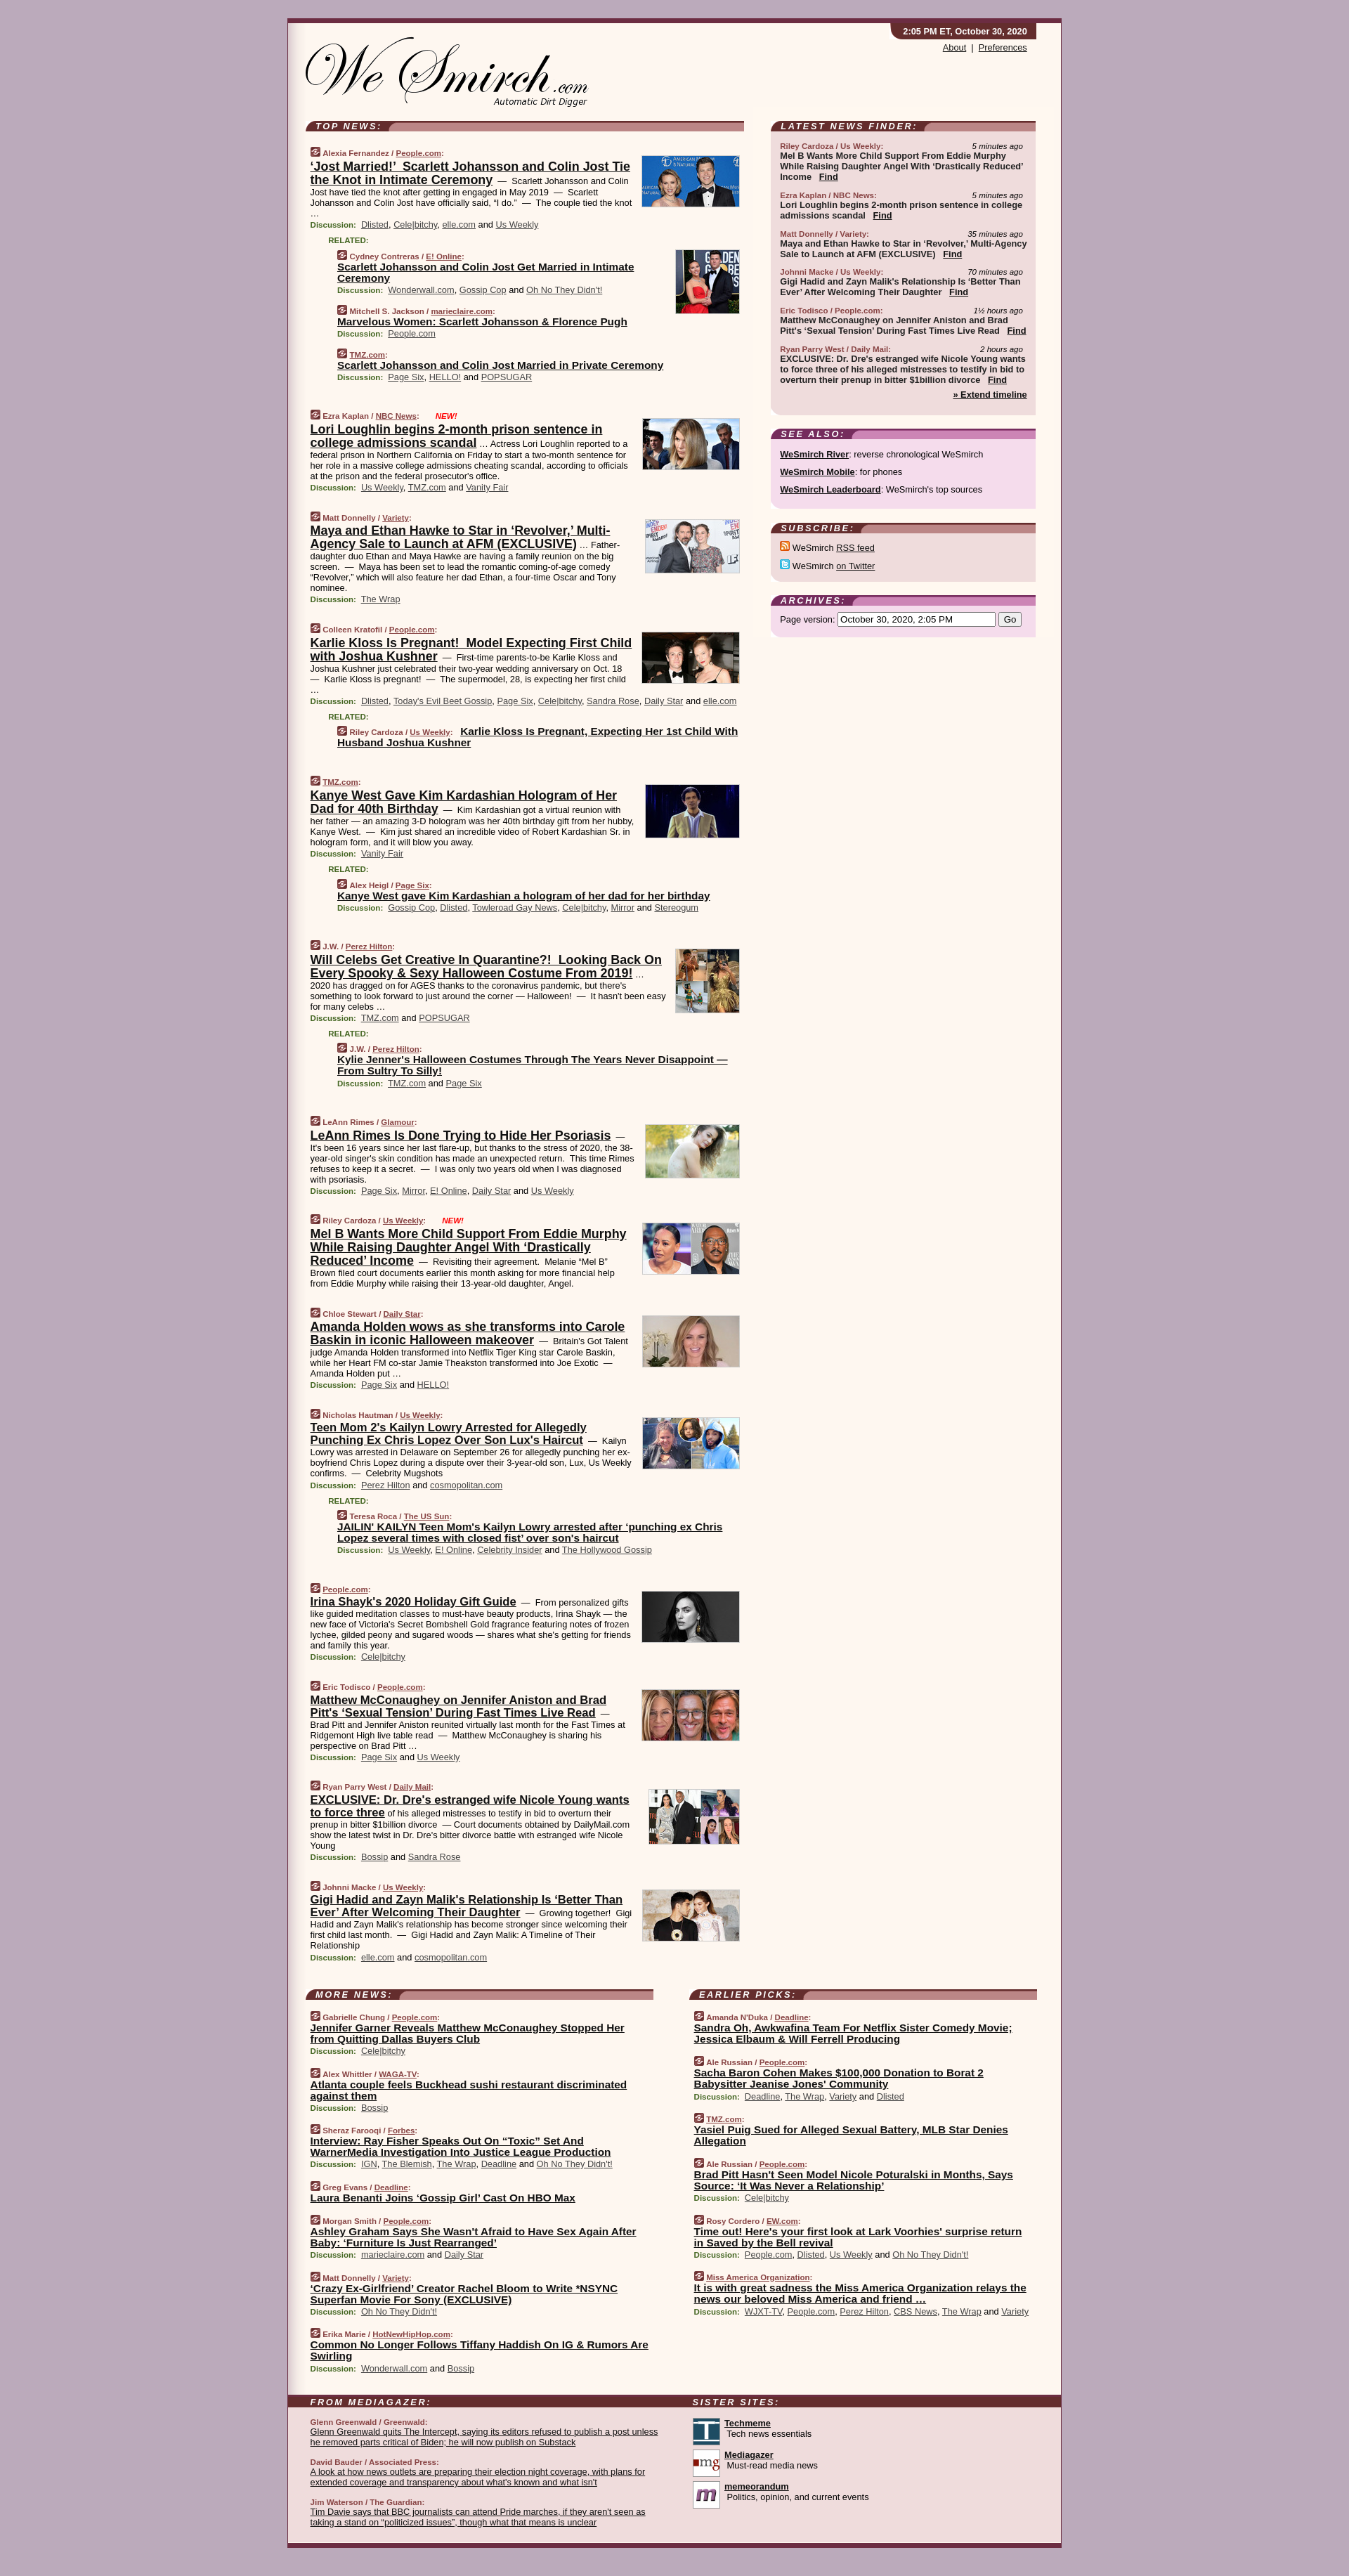 2:05 PM ET, October 30, 2020
About | Preferences
We Smirch.com
Automatic Dirt Digger
TOP NEWS:
Alexia Fernandez / People.com:
‘Just Married!’  Scarlett Johansson and Colin Jost Tie
the Knot in Intimate Ceremony — Scarlett Johansson and Colin
Jost have tied the knot after getting in engaged in May 2019 — Scarlett
Johansson and Colin Jost have officially said, “I do.” — The couple tied the knot
…
Discussion: Dlisted, Cele|bitchy, elle.com and Us Weekly
RELATED:
Cydney Contreras / E! Online:
Scarlett Johansson and Colin Jost Get Married in Intimate
Ceremony
Discussion: Wonderwall.com, Gossip Cop and Oh No They Didn't!
Mitchell S. Jackson / marieclaire.com:
Marvelous Women: Scarlett Johansson & Florence Pugh
Discussion: People.com
TMZ.com:
Scarlett Johansson and Colin Jost Married in Private Ceremony
Discussion: Page Six, HELLO! and POPSUGAR
Ezra Kaplan / NBC News: NEW!
Lori Loughlin begins 2-month prison sentence in
college admissions scandal … Actress Lori Loughlin reported to a
federal prison in Northern California on Friday to start a two-month sentence for
her role in a massive college admissions cheating scandal, according to officials
at the prison and the federal prosecutor's office.
Discussion: Us Weekly, TMZ.com and Vanity Fair
Matt Donnelly / Variety:
Maya and Ethan Hawke to Star in ‘Revolver,’ Multi-
Agency Sale to Launch at AFM (EXCLUSIVE) … Father-
daughter duo Ethan and Maya Hawke are having a family reunion on the big
screen. — Maya has been set to lead the romantic coming-of-age comedy
“Revolver,” which will also feature her dad Ethan, a four-time Oscar and Tony
nominee.
Discussion: The Wrap
Colleen Kratofil / People.com:
Karlie Kloss Is Pregnant!  Model Expecting First Child
with Joshua Kushner — First-time parents-to-be Karlie Kloss and
Joshua Kushner just celebrated their two-year wedding anniversary on Oct. 18
— Karlie Kloss is pregnant! — The supermodel, 28, is expecting her first child
…
Discussion: Dlisted, Today's Evil Beet Gossip, Page Six, Cele|bitchy, Sandra Rose, Daily Star and elle.com
RELATED:
Riley Cardoza / Us Weekly: Karlie Kloss Is Pregnant, Expecting Her 1st Child With
Husband Joshua Kushner
TMZ.com:
Kanye West Gave Kim Kardashian Hologram of Her
Dad for 40th Birthday — Kim Kardashian got a virtual reunion with
her father — an amazing 3-D hologram was her 40th birthday gift from her hubby,
Kanye West. — Kim just shared an incredible video of Robert Kardashian Sr. in
hologram form, and it will blow you away.
Discussion: Vanity Fair
RELATED:
Alex Heigl / Page Six:
Kanye West gave Kim Kardashian a hologram of her dad for her birthday
Discussion: Gossip Cop, Dlisted, Towleroad Gay News, Cele|bitchy, Mirror and Stereogum
J.W. / Perez Hilton:
Will Celebs Get Creative In Quarantine?!  Looking Back On
Every Spooky & Sexy Halloween Costume From 2019! …
2020 has dragged on for AGES thanks to the coronavirus pandemic, but there's
something to look forward to just around the corner — Halloween! — It hasn't been easy
for many celebs …
Discussion: TMZ.com and POPSUGAR
RELATED:
J.W. / Perez Hilton:
Kylie Jenner's Halloween Costumes Through The Years Never Disappoint —
From Sultry To Silly!
Discussion: TMZ.com and Page Six
LeAnn Rimes / Glamour:
LeAnn Rimes Is Done Trying to Hide Her Psoriasis —
It's been 16 years since her last flare-up, but thanks to the stress of 2020, the 38-
year-old singer's skin condition has made an unexpected return. This time Rimes
refuses to keep it a secret. — I was only two years old when I was diagnosed
with psoriasis.
Discussion: Page Six, Mirror, E! Online, Daily Star and Us Weekly
Riley Cardoza / Us Weekly: NEW!
Mel B Wants More Child Support From Eddie Murphy
While Raising Daughter Angel With ‘Drastically
Reduced’ Income — Revisiting their agreement. Melanie “Mel B”
Brown filed court documents earlier this month asking for more financial help
from Eddie Murphy while raising their 13-year-old daughter, Angel.
Chloe Stewart / Daily Star:
Amanda Holden wows as she transforms into Carole
Baskin in iconic Halloween makeover — Britain's Got Talent
judge Amanda Holden transformed into Netflix Tiger King star Carole Baskin,
while her Heart FM co-star Jamie Theakston transformed into Joe Exotic —
Amanda Holden put …
Discussion: Page Six and HELLO!
Nicholas Hautman / Us Weekly:
Teen Mom 2's Kailyn Lowry Arrested for Allegedly
Punching Ex Chris Lopez Over Son Lux's Haircut — Kailyn
Lowry was arrested in Delaware on September 26 for allegedly punching her ex-
boyfriend Chris Lopez during a dispute over their 3-year-old son, Lux, Us Weekly
confirms. — Celebrity Mugshots
Discussion: Perez Hilton and cosmopolitan.com
RELATED:
Teresa Roca / The US Sun:
JAILIN' KAILYN Teen Mom's Kailyn Lowry arrested after ‘punching ex Chris
Lopez several times with closed fist’ over son's haircut
Discussion: Us Weekly, E! Online, Celebrity Insider and The Hollywood Gossip
People.com:
Irina Shayk's 2020 Holiday Gift Guide — From personalized gifts
like guided meditation classes to must-have beauty products, Irina Shayk — the
new face of Victoria's Secret Bombshell Gold fragrance featuring notes of frozen
lychee, gilded peony and sugared woods — shares what she's getting for friends
and family this year.
Discussion: Cele|bitchy
Eric Todisco / People.com:
Matthew McConaughey on Jennifer Aniston and Brad
Pitt's ‘Sexual Tension’ During Fast Times Live Read —
Brad Pitt and Jennifer Aniston reunited virtually last month for the Fast Times at
Ridgemont High live table read — Matthew McConaughey is sharing his
perspective on Brad Pitt …
Discussion: Page Six and Us Weekly
Ryan Parry West / Daily Mail:
EXCLUSIVE: Dr. Dre's estranged wife Nicole Young wants
to force three of his alleged mistresses to testify in bid to overturn their
prenup in bitter $1billion divorce — Court documents obtained by DailyMail.com
show the latest twist in Dr. Dre's bitter divorce battle with estranged wife Nicole
Young
Discussion: Bossip and Sandra Rose
Johnni Macke / Us Weekly:
Gigi Hadid and Zayn Malik's Relationship Is ‘Better Than
Ever’ After Welcoming Their Daughter — Growing together! Gigi
Hadid and Zayn Malik's relationship has become stronger since welcoming their
first child last month. — Gigi Hadid and Zayn Malik: A Timeline of Their
Relationship
Discussion: elle.com and cosmopolitan.com
LATEST NEWS FINDER:
Riley Cardoza / Us Weekly: 5 minutes ago
Mel B Wants More Child Support From Eddie Murphy
While Raising Daughter Angel With ‘Drastically Reduced’
Income Find
Ezra Kaplan / NBC News: 5 minutes ago
Lori Loughlin begins 2-month prison sentence in college
admissions scandal Find
Matt Donnelly / Variety: 35 minutes ago
Maya and Ethan Hawke to Star in ‘Revolver,’ Multi-Agency
Sale to Launch at AFM (EXCLUSIVE) Find
Johnni Macke / Us Weekly: 70 minutes ago
Gigi Hadid and Zayn Malik's Relationship Is ‘Better Than
Ever’ After Welcoming Their Daughter Find
Eric Todisco / People.com: 1½ hours ago
Matthew McConaughey on Jennifer Aniston and Brad
Pitt's ‘Sexual Tension’ During Fast Times Live Read Find
Ryan Parry West / Daily Mail: 2 hours ago
EXCLUSIVE: Dr. Dre's estranged wife Nicole Young wants
to force three of his alleged mistresses to testify in bid to
overturn their prenup in bitter $1billion divorce Find
» Extend timeline
SEE ALSO:
WeSmirch River: reverse chronological WeSmirch
WeSmirch Mobile: for phones
WeSmirch Leaderboard: WeSmirch's top sources
SUBSCRIBE:
WeSmirch RSS feed
WeSmirch on Twitter
ARCHIVES:
Page version: October 30, 2020, 2:05 PM Go
MORE NEWS:
Gabrielle Chung / People.com:
Jennifer Garner Reveals Matthew McConaughey Stopped Her
from Quitting Dallas Buyers Club
Discussion: Cele|bitchy
Alex Whittler / WAGA-TV:
Atlanta couple feels Buckhead sushi restaurant discriminated
against them
Discussion: Bossip
Sheraz Farooqi / Forbes:
Interview: Ray Fisher Speaks Out On “Toxic” Set And
WarnerMedia Investigation Into Justice League Production
Discussion: IGN, The Blemish, The Wrap, Deadline and Oh No They Didn't!
Greg Evans / Deadline:
Laura Benanti Joins ‘Gossip Girl’ Cast On HBO Max
Morgan Smith / People.com:
Ashley Graham Says She Wasn't Afraid to Have Sex Again After
Baby: ‘Furniture Is Just Rearranged’
Discussion: marieclaire.com and Daily Star
Matt Donnelly / Variety:
‘Crazy Ex-Girlfriend’ Creator Rachel Bloom to Write *NSYNC
Superfan Movie For Sony (EXCLUSIVE)
Discussion: Oh No They Didn't!
Erika Marie / HotNewHipHop.com:
Common No Longer Follows Tiffany Haddish On IG & Rumors Are
Swirling
Discussion: Wonderwall.com and Bossip
EARLIER PICKS:
Amanda N'Duka / Deadline:
Sandra Oh, Awkwafina Team For Netflix Sister Comedy Movie;
Jessica Elbaum & Will Ferrell Producing
Ale Russian / People.com:
Sacha Baron Cohen Makes $100,000 Donation to Borat 2
Babysitter Jeanise Jones' Community
Discussion: Deadline, The Wrap, Variety and Dlisted
TMZ.com:
Yasiel Puig Sued for Alleged Sexual Battery, MLB Star Denies
Allegation
Ale Russian / People.com:
Brad Pitt Hasn't Seen Model Nicole Poturalski in Months, Says
Source: ‘It Was Never a Relationship’
Discussion: Cele|bitchy
Rosy Cordero / EW.com:
Time out! Here's your first look at Lark Voorhies' surprise return
in Saved by the Bell revival
Discussion: People.com, Dlisted, Us Weekly and Oh No They Didn't!
Miss America Organization:
It is with great sadness the Miss America Organization relays the
news our beloved Miss America and friend …
Discussion: WJXT-TV, People.com, Perez Hilton, CBS News, The Wrap and Variety
FROM MEDIAGAZER:
Glenn Greenwald / Greenwald:
Glenn Greenwald quits The Intercept, saying its editors refused to publish a post unless
he removed parts critical of Biden; he will now publish on Substack
David Bauder / Associated Press:
A look at how news outlets are preparing their election night coverage, with plans for
extended coverage and transparency about what's known and what isn't
Jim Waterson / The Guardian:
Tim Davie says that BBC journalists can attend Pride marches, if they aren't seen as
taking a stand on “politicized issues”, though what that means is unclear
SISTER SITES:
T
Techmeme
Tech news essentials
mg
Mediagazer
Must-read media news
m
memeorandum
Politics, opinion, and current events